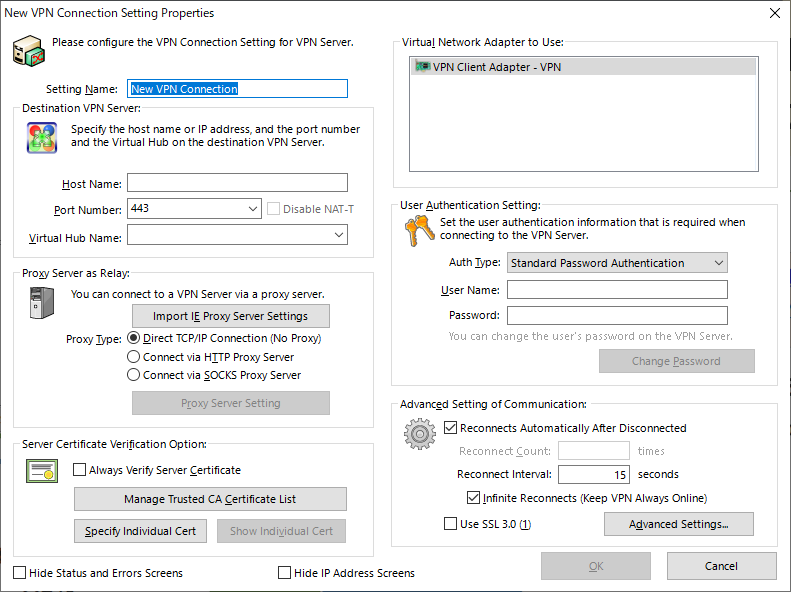 New VPN Connection Setting Properties
Please configure the VPN Connection Setting for VPN Server.
Setting Name: New VPN Connection
Destination VPN Server:
Specify the host name or IP address, and the port number
and the Virtual Hub on the destination VPN Server.
Host Name:
Port Number: 443 Disable NAT-T
Virtual Hub Name:
Proxy Server as Relay:
You can connect to a VPN Server via a proxy server.
Import IE Proxy Server Settings
Proxy Type: Direct TCP/IP Connection (No Proxy)
Connect via HTTP Proxy Server
Connect via SOCKS Proxy Server
Proxy Server Setting
Server Certificate Verification Option:
Always Verify Server Certificate
Manage Trusted CA Certificate List
Specify Individual Cert Show Individual Cert
Hide Status and Errors Screens Hide IP Address Screens
Virtual Network Adapter to Use:
VPN Client Adapter - VPN
User Authentication Setting:
Set the user authentication information that is required when
connecting to the VPN Server.
Auth Type: Standard Password Authentication
User Name:
Password:
You can change the user's password on the VPN Server.
Change Password
Advanced Setting of Communication:
Reconnects Automatically After Disconnected
Reconnect Count: times
Reconnect Interval: 15 seconds
Infinite Reconnects (Keep VPN Always Online)
Use SSL 3.0 (1) Advanced Settings...
OK Cancel